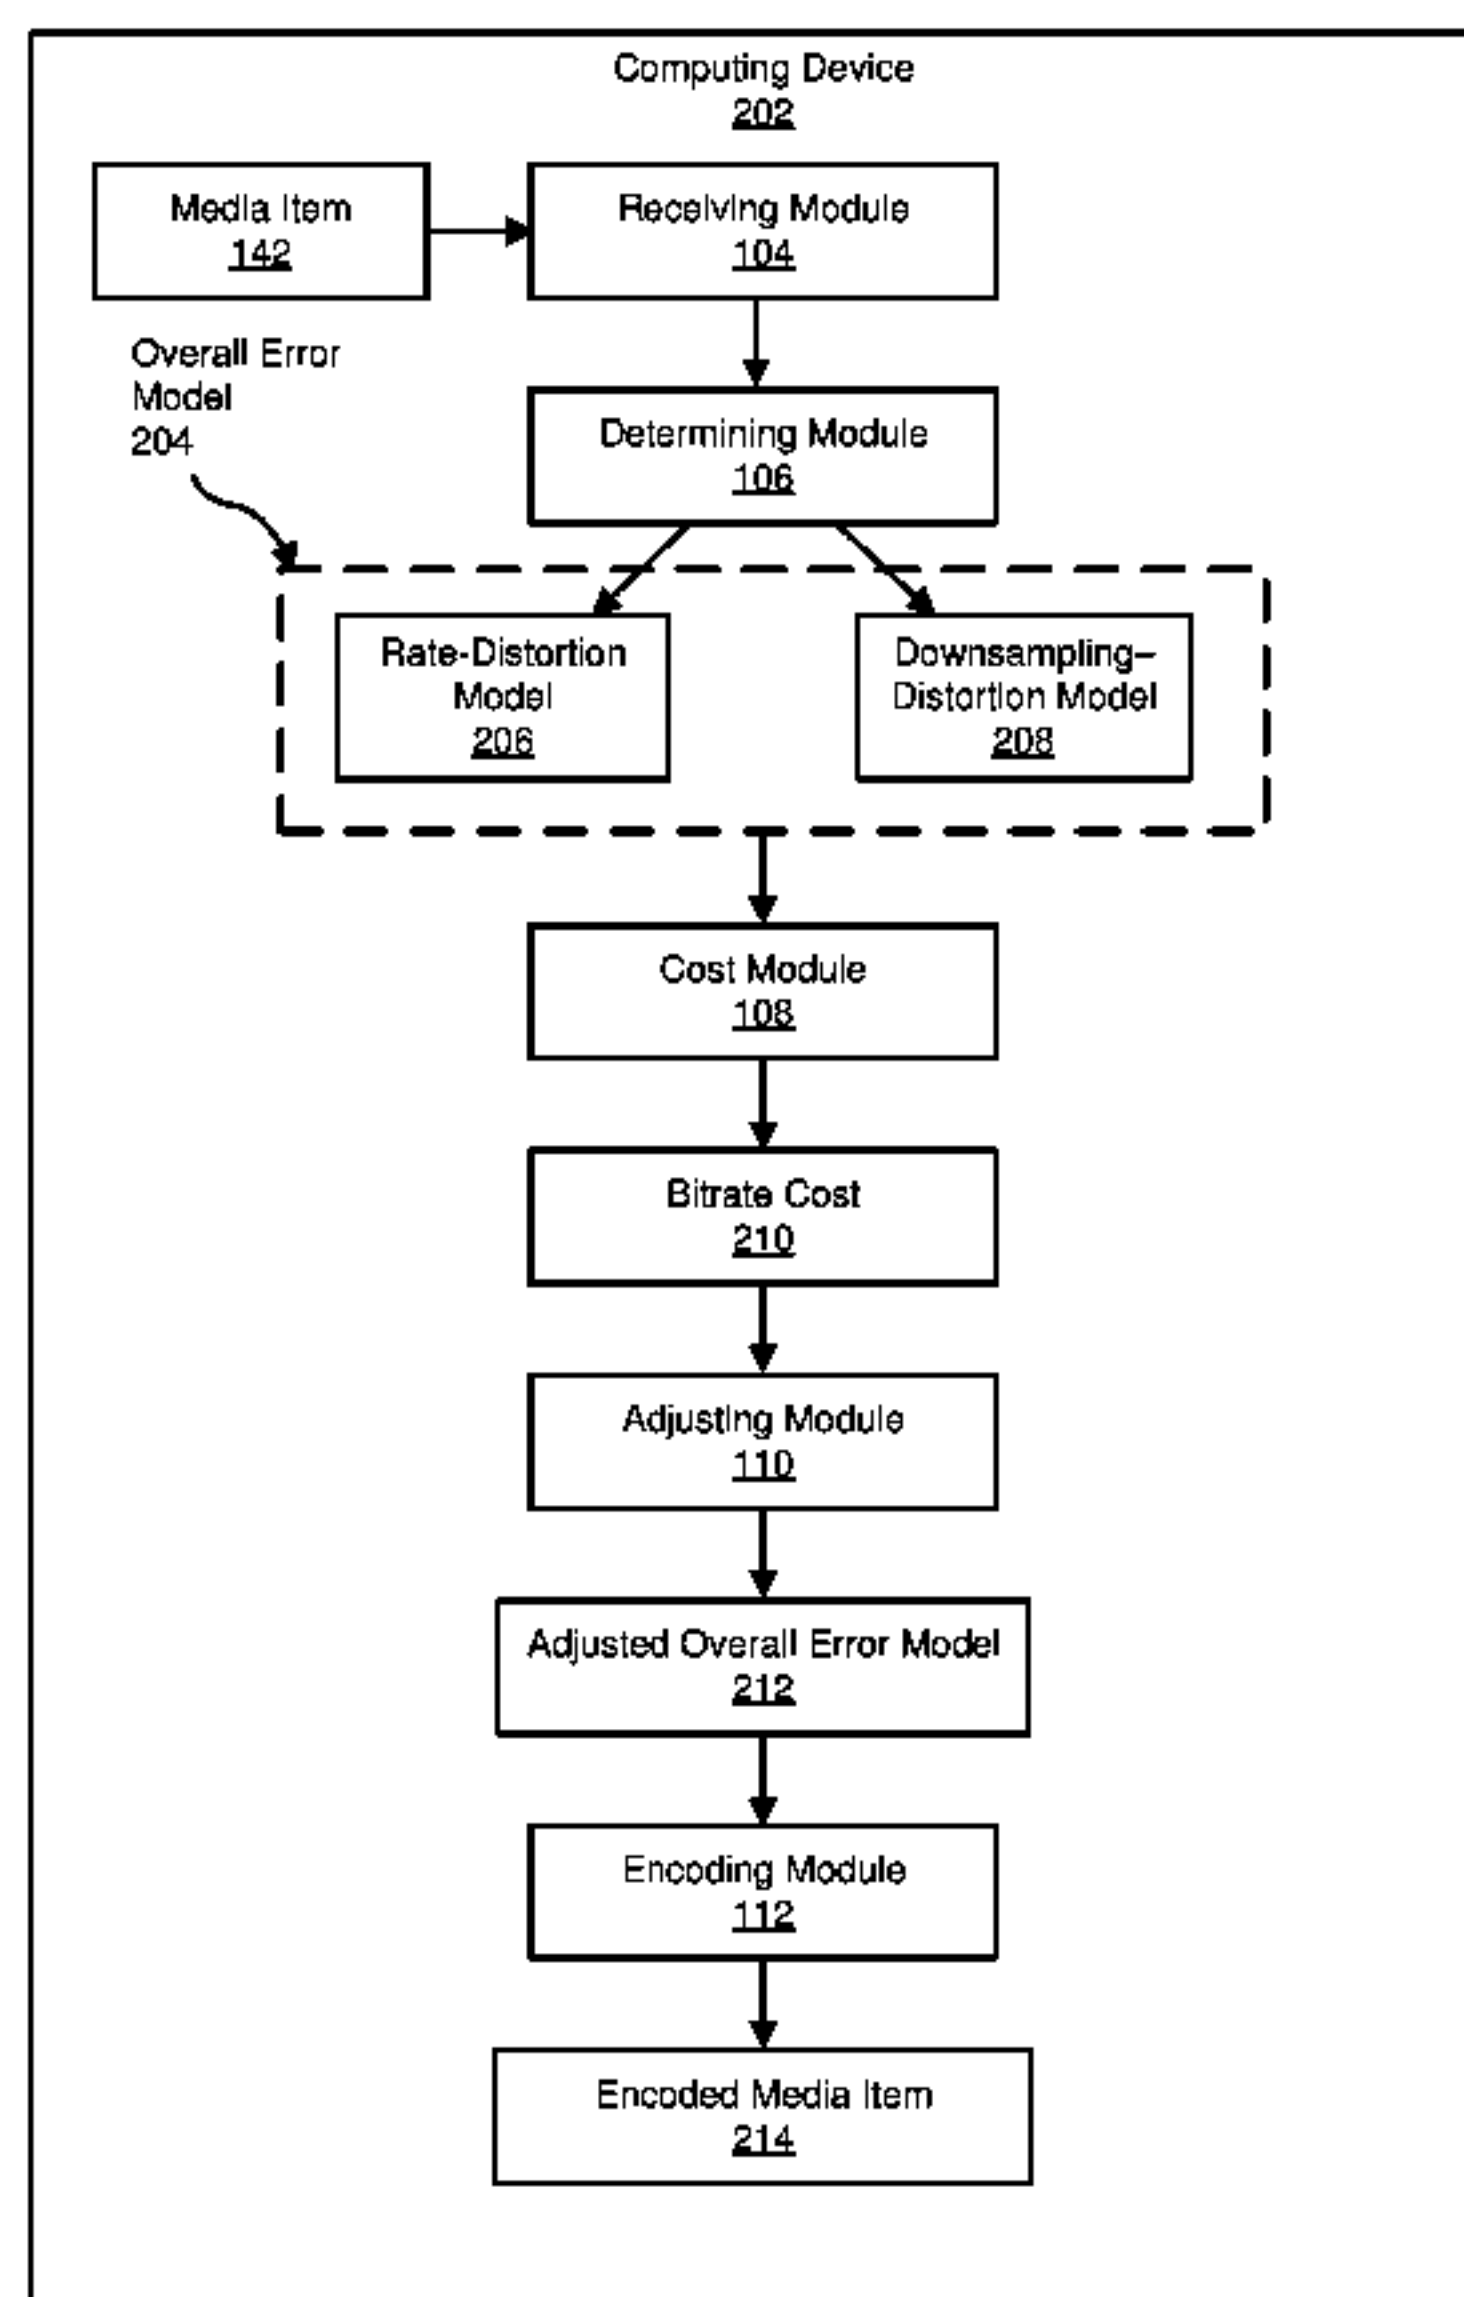 Computing Device
202
Media Item
142
Receiving Module
104
Overall Error
Model
204
Determining Module
106
Rate-Distortion
Model
206
Downsampling–
Distortion Model
208
Cost Module
108
Bitrate Cost
210
Adjusting Module
110
Adjusted Overall Error Model
212
Encoding Module
112
Encoded Media Item
214